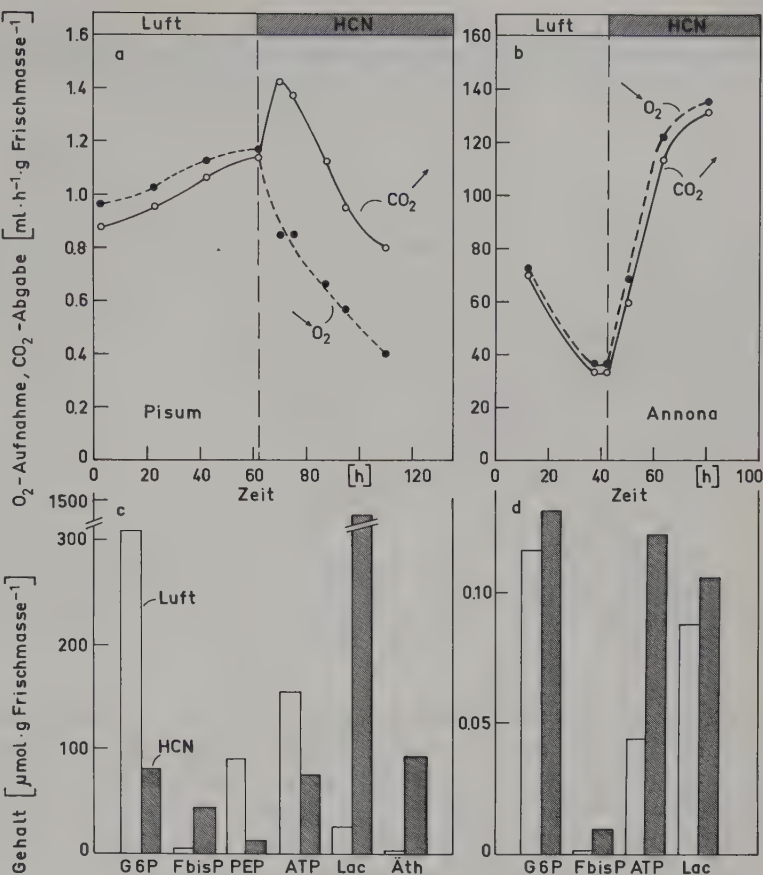 Luft HCN
Luft HCN
O₂-Aufnahme, CO₂-Abgabe [ml·h⁻¹·g Frischmasse⁻¹]
a
1.6
1.4
1.2
1.0
0.8
0.6
0.4
0.2
0
CO₂
O₂
Pisum
0 20 40 60 80 [h] 120
Zeit
b
160
140
120
100
80
60
40
20
0
O₂
CO₂
Annona
0 20 40 60 80 [h] 100
Zeit
Gehalt [µmol·g Frischmasse⁻¹]
c
1500
300
200
100
0
Luft
HCN
G6P FbisP PEP ATP Lac Äth
d
0.10
0.05
0
G6P FbisP ATP Lac